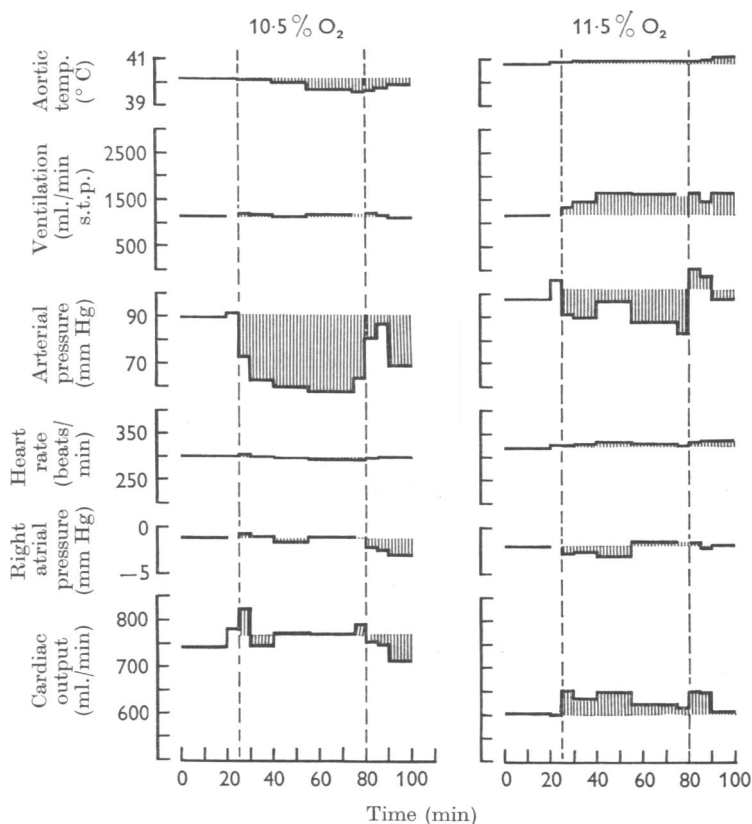 10·5 % O₂
11·5 % O₂
Aortic
temp.
(° C)
41
39
Ventilation
(ml./min
s.t.p.)
2500
1500
500
Arterial
pressure
(mm Hg)
90
70
Heart
rate
(beats/
min)
350
250
Right
atrial
pressure
(mm Hg)
0
—5
Cardiac
output
(ml./min)
800
700
600
0 20 40 60 80 100
0 20 40 60 80 100
Time (min)